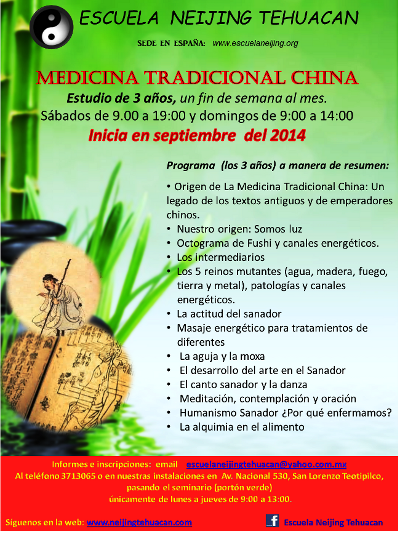 ESCUELA NEIJING TEHUACAN
SEDE EN ESPAÑA: www.escuelaneijing.org
MEDICINA TRADICIONAL CHINA
Estudio de 3 años, un fin de semana al mes.
Sábados de 9.00 a 19:00 y domingos de 9:00 a 14:00
Inicia en septiembre del 2014
Programa (los 3 años) a manera de resumen:
• Origen de La Medicina Tradicional China: Un
legado de los textos antiguos y de emperadores
chinos.
• Nuestro origen: Somos luz
• Octograma de Fushi y canales energéticos.
• Los intermediarios
• Los 5 reinos mutantes (agua, madera, fuego,
tierra y metal), patologías y canales
energéticos.
• La actitud del sanador
• Masaje energético para tratamientos de
diferentes
• La aguja y la moxa
• El desarrollo del arte en el Sanador
• El canto sanador y la danza
• Meditación, contemplación y oración
• Humanismo Sanador ¿Por qué enfermamos?
• La alquimia en el alimento
Informes e inscripciones: email escuelaneijingtehuacan@yahoo.com.mx
Al teléfono 3713065 o en nuestras instalaciones en Av. Nacional 530, San Lorenzo Teotipilco,
pasando el seminario (portón verde)
únicamente de lunes a jueves de 9:00 a 13:00.
Síguenos en la web: www.neijingtehuacan.com f Escuela Neijing Tehuacan